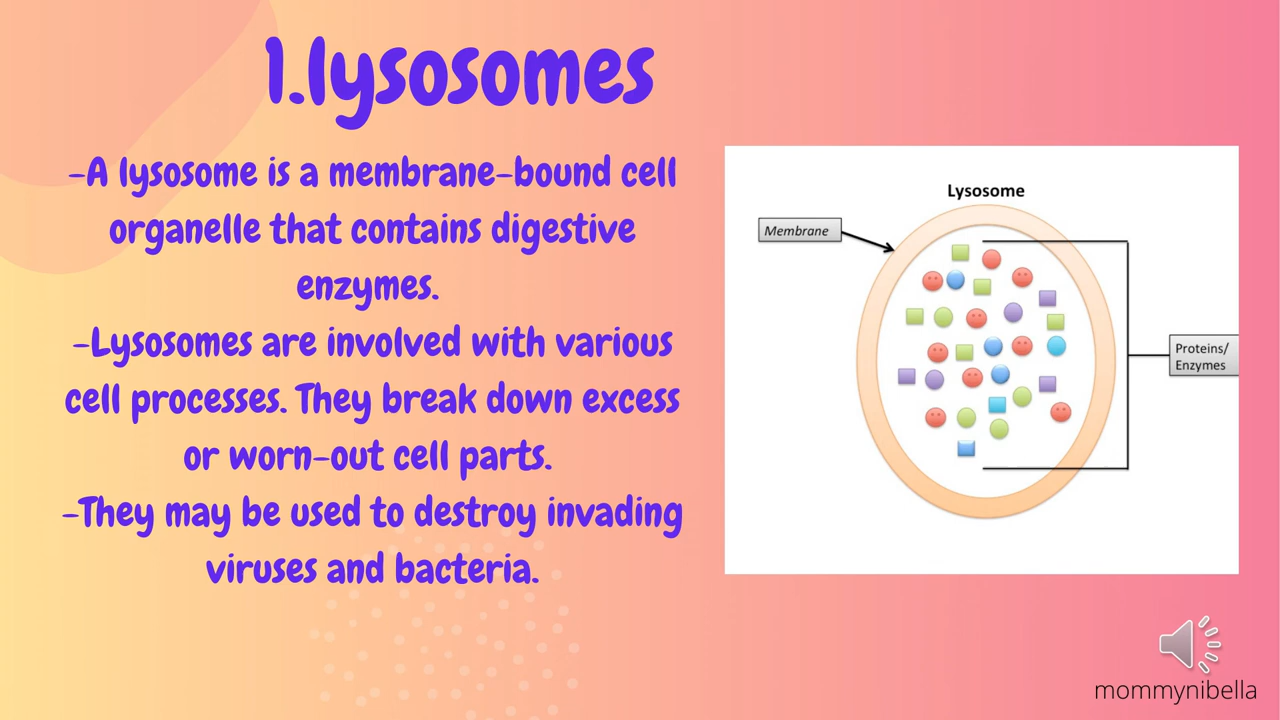 1.lysosomes
-A lysosome is a membrane-bound cell
organelle that contains digestive
enzymes.
-Lysosomes are involved with various
cell processes. They break down excess
or worn-out cell parts.
-They may be used to destroy invading
viruses and bacteria.
Lysosome
Membrane
Proteins/
Enzymes
mommynibella